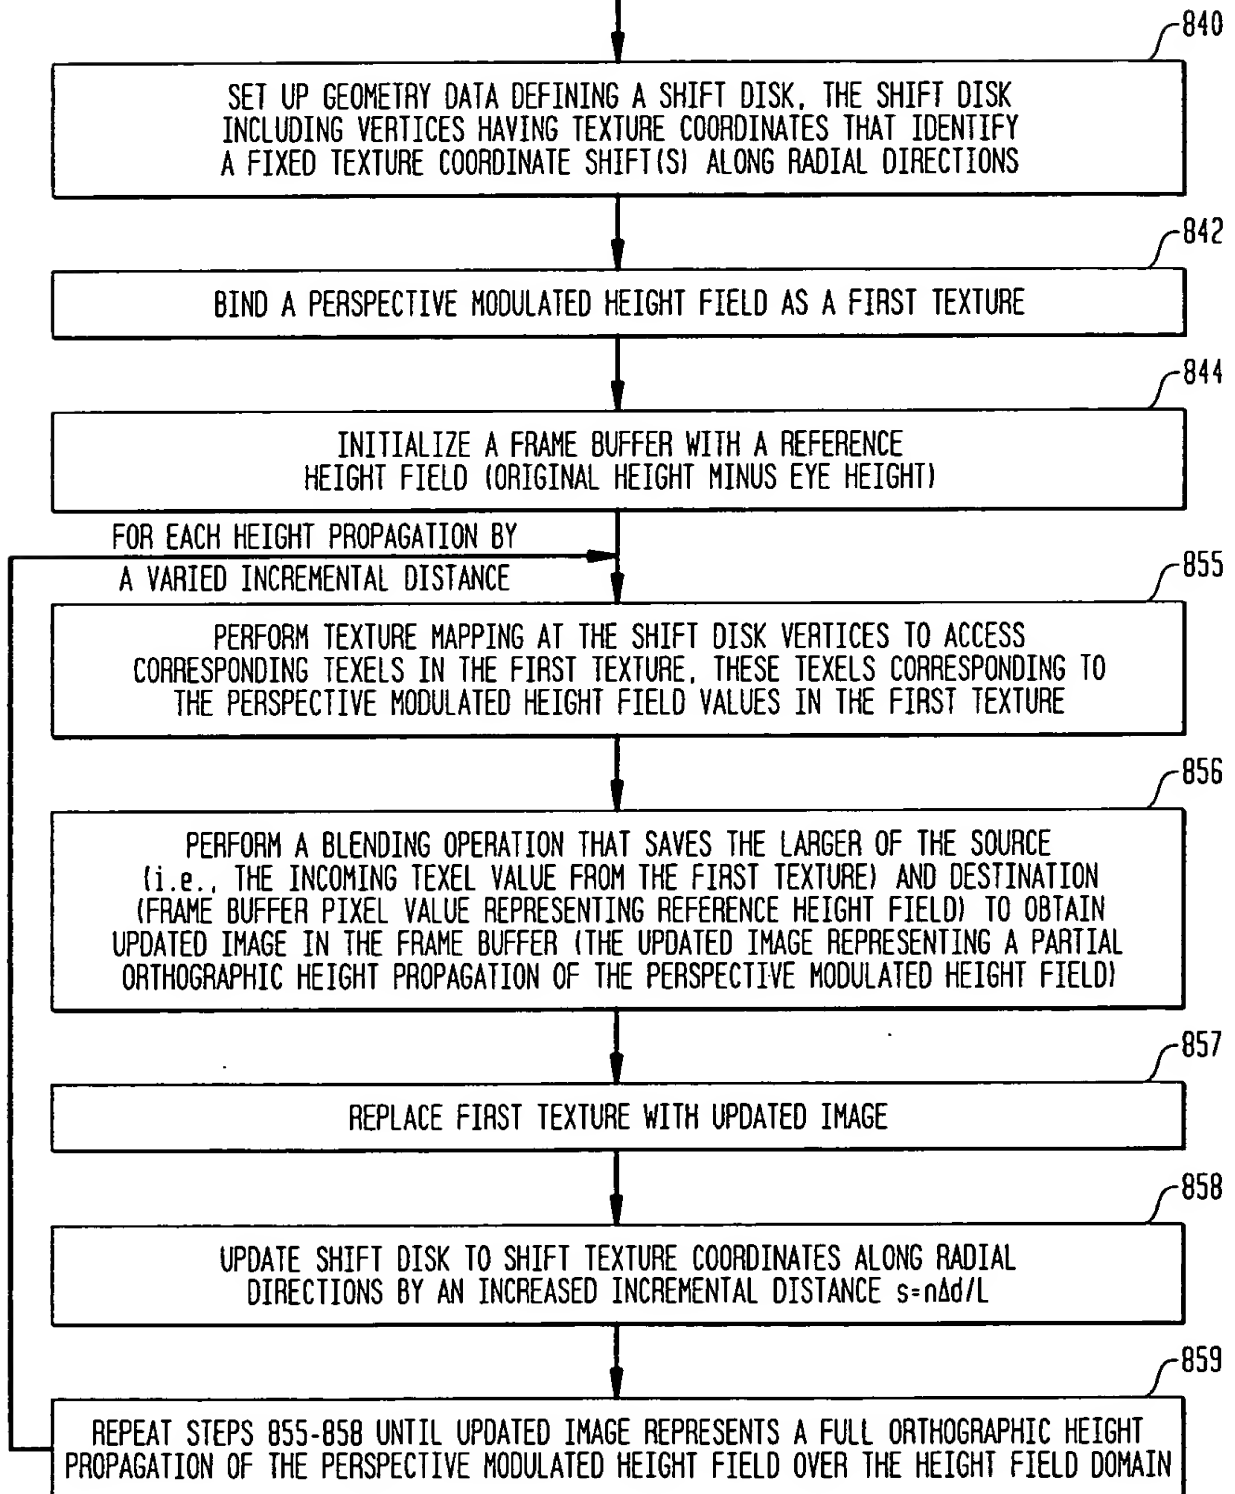 840
SET UP GEOMETRY DATA DEFINING A SHIFT DISK, THE SHIFT DISK
INCLUDING VERTICES HAVING TEXTURE COORDINATES THAT IDENTIFY
A FIXED TEXTURE COORDINATE SHIFT(S) ALONG RADIAL DIRECTIONS
842
BIND A PERSPECTIVE MODULATED HEIGHT FIELD AS A FIRST TEXTURE
844
INITIALIZE A FRAME BUFFER WITH A REFERENCE
HEIGHT FIELD (ORIGINAL HEIGHT MINUS EYE HEIGHT)
FOR EACH HEIGHT PROPAGATION BY
A VARIED INCREMENTAL DISTANCE
855
PERFORM TEXTURE MAPPING AT THE SHIFT DISK VERTICES TO ACCESS
CORRESPONDING TEXELS IN THE FIRST TEXTURE, THESE TEXELS CORRESPONDING TO
THE PERSPECTIVE MODULATED HEIGHT FIELD VALUES IN THE FIRST TEXTURE
856
PERFORM A BLENDING OPERATION THAT SAVES THE LARGER OF THE SOURCE
(i.e., THE INCOMING TEXEL VALUE FROM THE FIRST TEXTURE) AND DESTINATION
(FRAME BUFFER PIXEL VALUE REPRESENTING REFERENCE HEIGHT FIELD) TO OBTAIN
UPDATED IMAGE IN THE FRAME BUFFER (THE UPDATED IMAGE REPRESENTING A PARTIAL
ORTHOGRAPHIC HEIGHT PROPAGATION OF THE PERSPECTIVE MODULATED HEIGHT FIELD)
857
REPLACE FIRST TEXTURE WITH UPDATED IMAGE
858
UPDATE SHIFT DISK TO SHIFT TEXTURE COORDINATES ALONG RADIAL
DIRECTIONS BY AN INCREASED INCREMENTAL DISTANCE s=nΔd/L
859
REPEAT STEPS 855-858 UNTIL UPDATED IMAGE REPRESENTS A FULL ORTHOGRAPHIC HEIGHT
PROPAGATION OF THE PERSPECTIVE MODULATED HEIGHT FIELD OVER THE HEIGHT FIELD DOMAIN